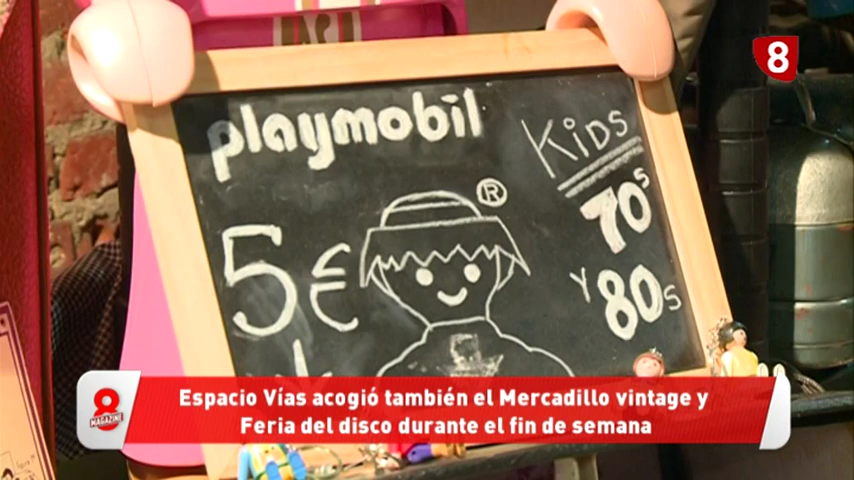 8
playmobil
®
KiDS
70s
Y 80s
5€
8
MAGAZINE
Espacio Vías acogió también el Mercadillo vintage y
Feria del disco durante el fin de semana